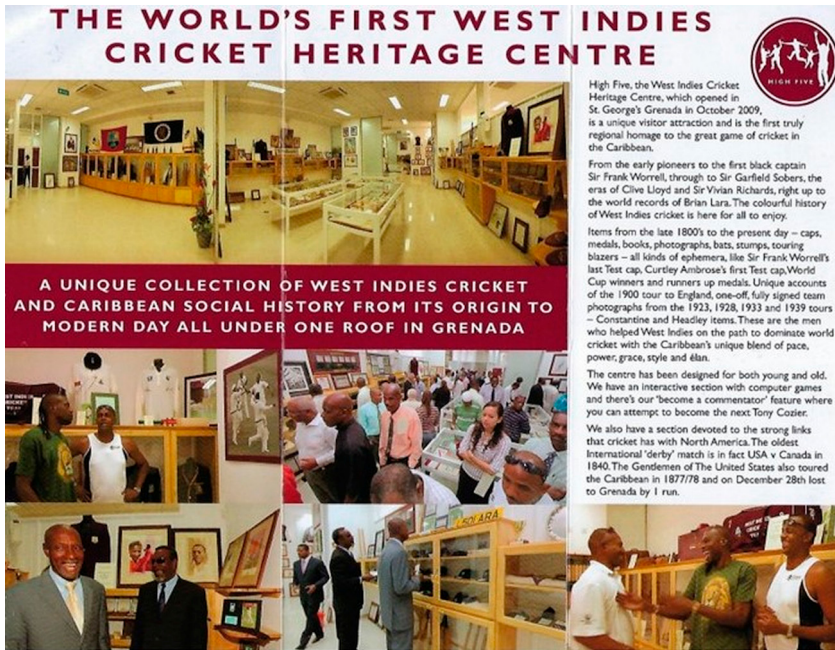 THE WORLD'S FIRST WEST INDIES
CRICKET HERITAGE CENTRE
HIGH FIVE
High Five, the West Indies Cricket
Heritage Centre, which opened in
St. George's Grenada in October 2009,
is a unique visitor attraction and is the first truly
regional homage to the great game of cricket in
the Caribbean.
From the early pioneers to the first black captain
Sir Frank Worrell, through to Sir Garfield Sobers, the
eras of Clive Lloyd and Sir Vivian Richards, right up to
the world records of Brian Lara. The colourful history
of West Indies cricket is here for all to enjoy.
Items from the late 1800's to the present day – caps,
medals, books, photographs, bats, stumps, touring
blazers – all kinds of ephemera, like Sir Frank Worrell's
last Test cap, Curtley Ambrose's first Test cap, World
Cup winners and runners up medals. Unique accounts
of the 1900 tour to England, one-off, fully signed team
photographs from the 1923, 1928, 1933 and 1939 tours
– Constantine and Headley items. These are the men
who helped West Indies on the path to dominate world
cricket with the Caribbean's unique blend of pace,
power, grace, style and élan.
The centre has been designed for both young and old.
We have an interactive section with computer games
and there's our 'become a commentator' feature where
you can attempt to become the next Tony Cozier.
We also have a section devoted to the strong links
that cricket has with North America. The oldest
International 'derby' match is in fact USA v Canada in
1840. The Gentlemen of The United States also toured
the Caribbean in 1877/78 and on December 28th lost
to Grenada by 1 run.
A UNIQUE COLLECTION OF WEST INDIES CRICKET
AND CARIBBEAN SOCIAL HISTORY FROM ITS ORIGIN TO
MODERN DAY ALL UNDER ONE ROOF IN GRENADA
SOLARA